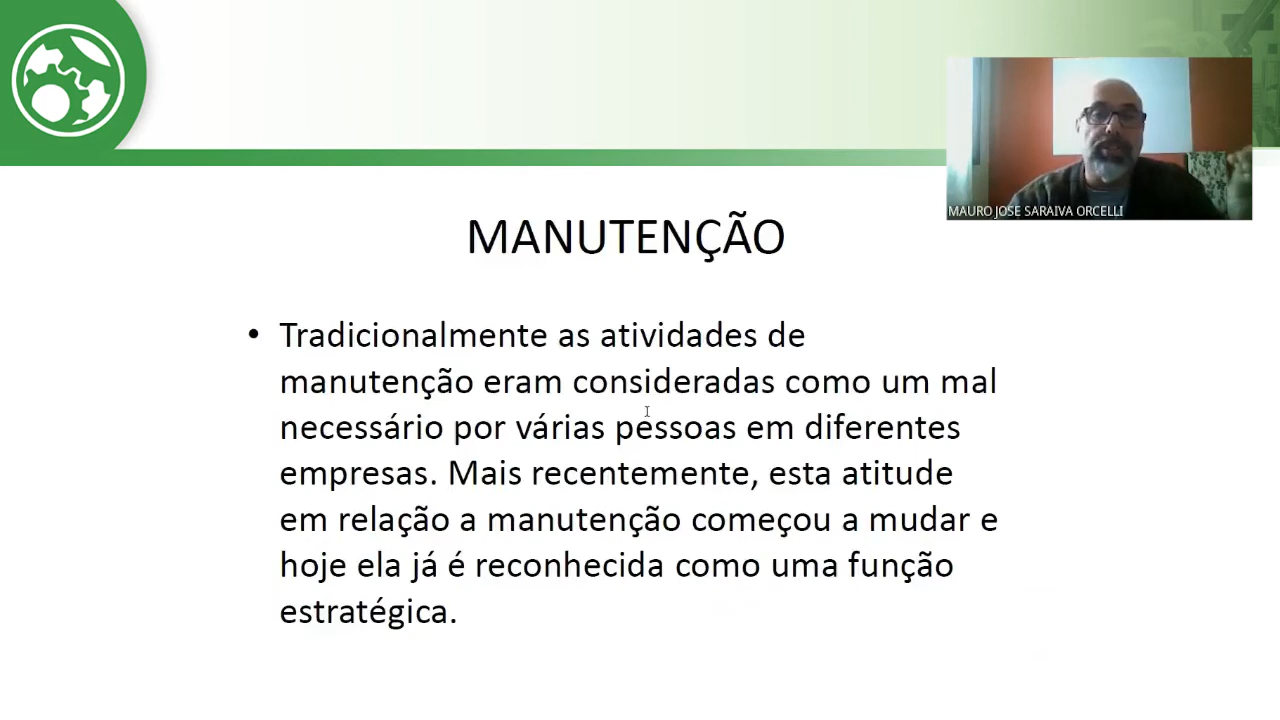 MAURO JOSE SARAIVA ORCELLI
MANUTENÇÃO
• Tradicionalmente as atividades de
manutenção eram consideradas como um mal
necessário por várias pessoas em diferentes
empresas. Mais recentemente, esta atitude
em relação a manutenção começou a mudar e
hoje ela já é reconhecida como uma função
estratégica.